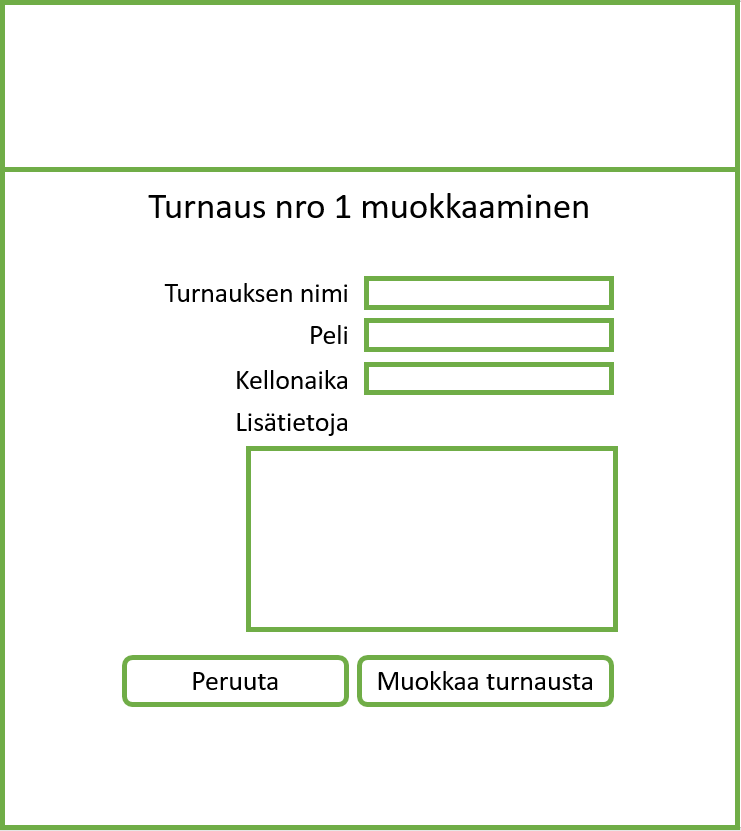 Turnaus nro 1 muokkaaminen
Turnauksen nimi
Peli
Kellonaika
Lisätietoja
Peruuta
Muokkaa turnausta